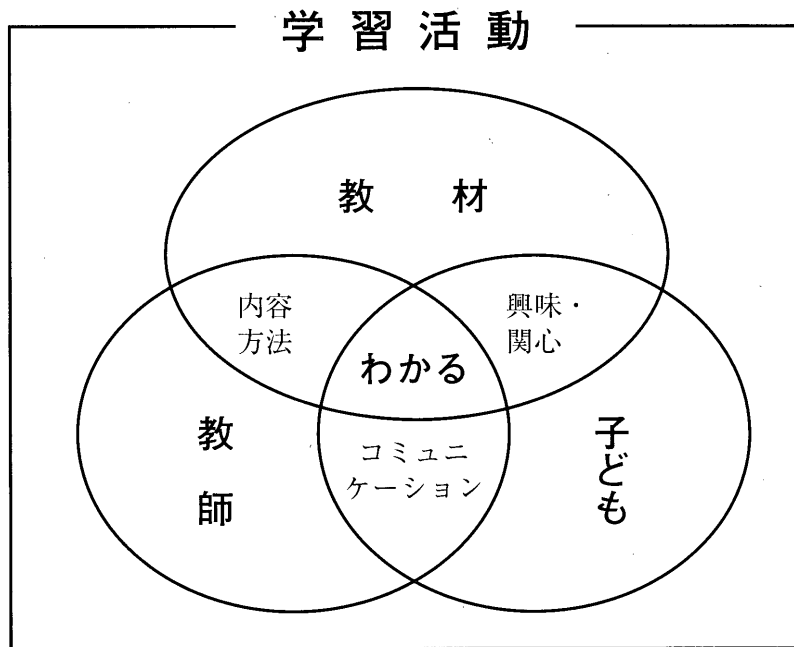 学習活動
教材
内容
方法
興味・
関心
わかる
教師
コミュニ
ケーション
子ども